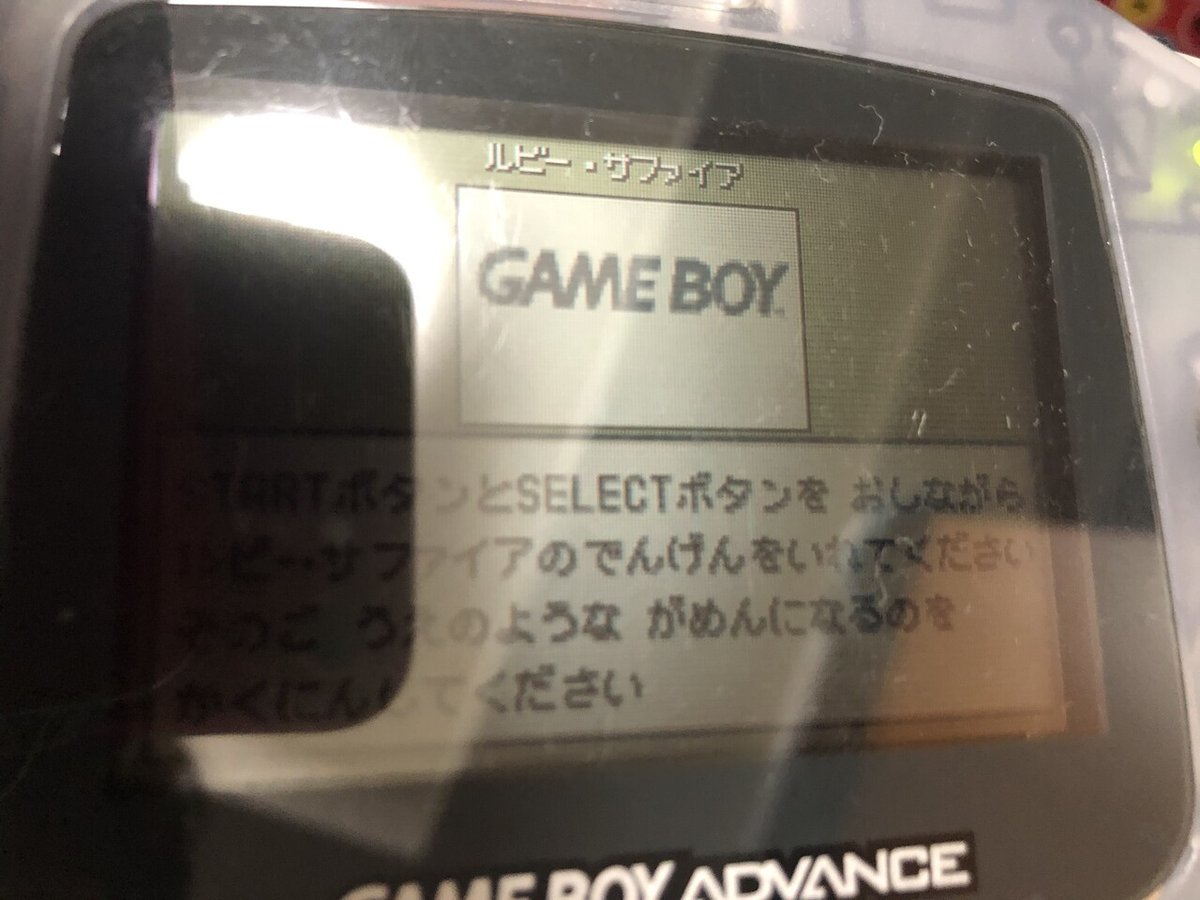 ルビー・サファイア
GAME BOY
STARTボタンとSELECTボタンを おしながら
ルビー・サファイアのでんげんをいれてください
そのご うえのような がめんになるのを
かくにんしてください
GAME BOY ADVANCE